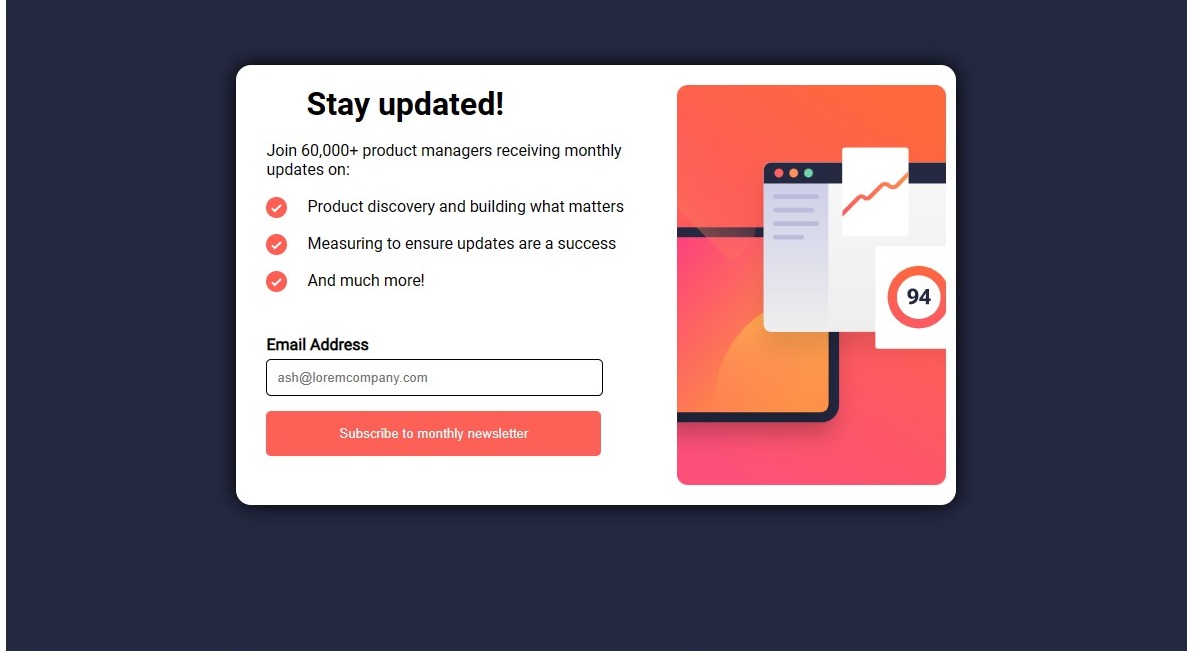 Stay updated!
Join 60,000+ product managers receiving monthly
updates on:
Product discovery and building what matters
Measuring to ensure updates are a success
And much more!
Email Address
ash@loremcompany.com
Subscribe to monthly newsletter
94